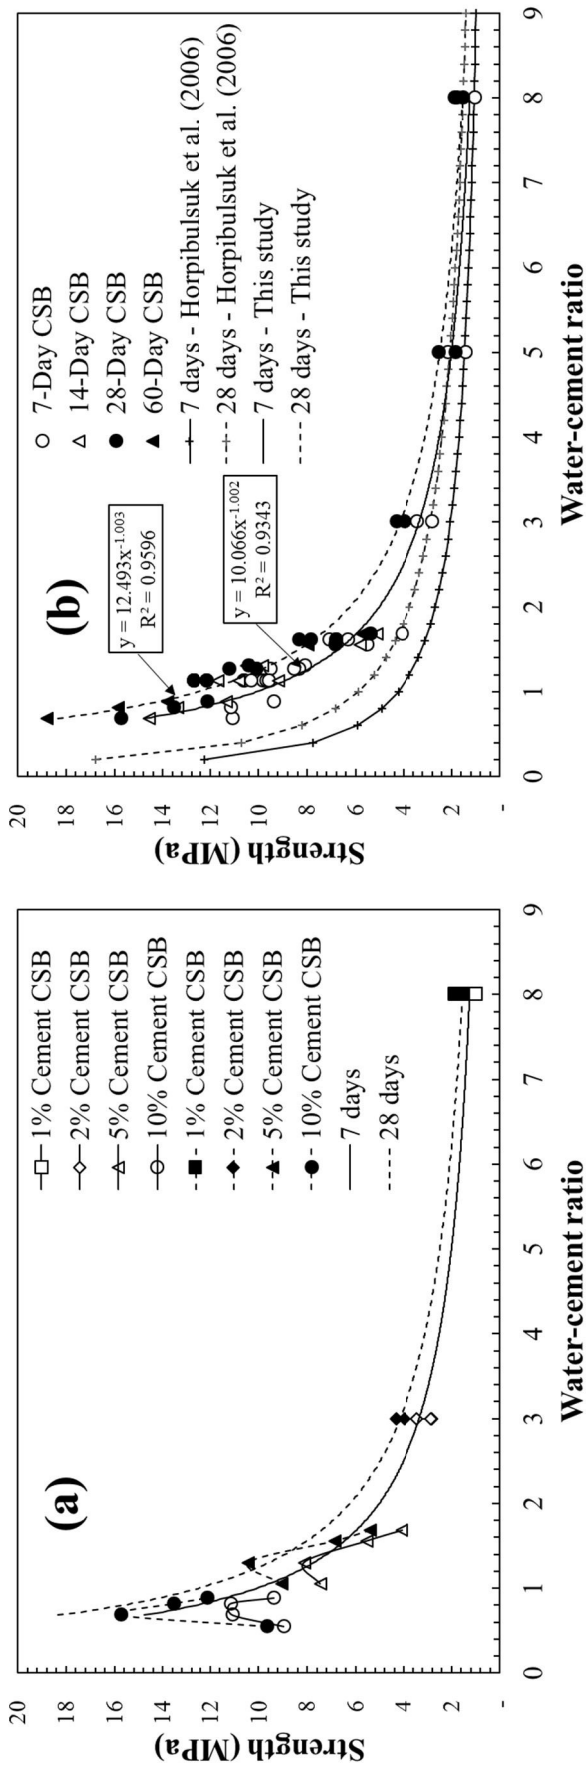 (a)
20
18
16
14
12
10
8
6
4
2
-
Strength (MPa)
0
1
2
3
4
5
6
7
8
9
Water-cement ratio
1% Cement CSB
2% Cement CSB
5% Cement CSB
10% Cement CSB
1% Cement CSB
2% Cement CSB
5% Cement CSB
10% Cement CSB
7 days
28 days
(b)
20
18
16
14
12
10
8
6
4
2
-
Strength (MPa)
0
1
2
3
4
5
6
7
8
9
Water-cement ratio
y = 12.493x^-1.003
R² = 0.9596
y = 10.066x^-1.002
R² = 0.9343
7-Day CSB
14-Day CSB
28-Day CSB
60-Day CSB
7 days - Horpibulsuk et al. (2006)
28 days - Horpibulsuk et al. (2006)
7 days - This study
28 days - This study